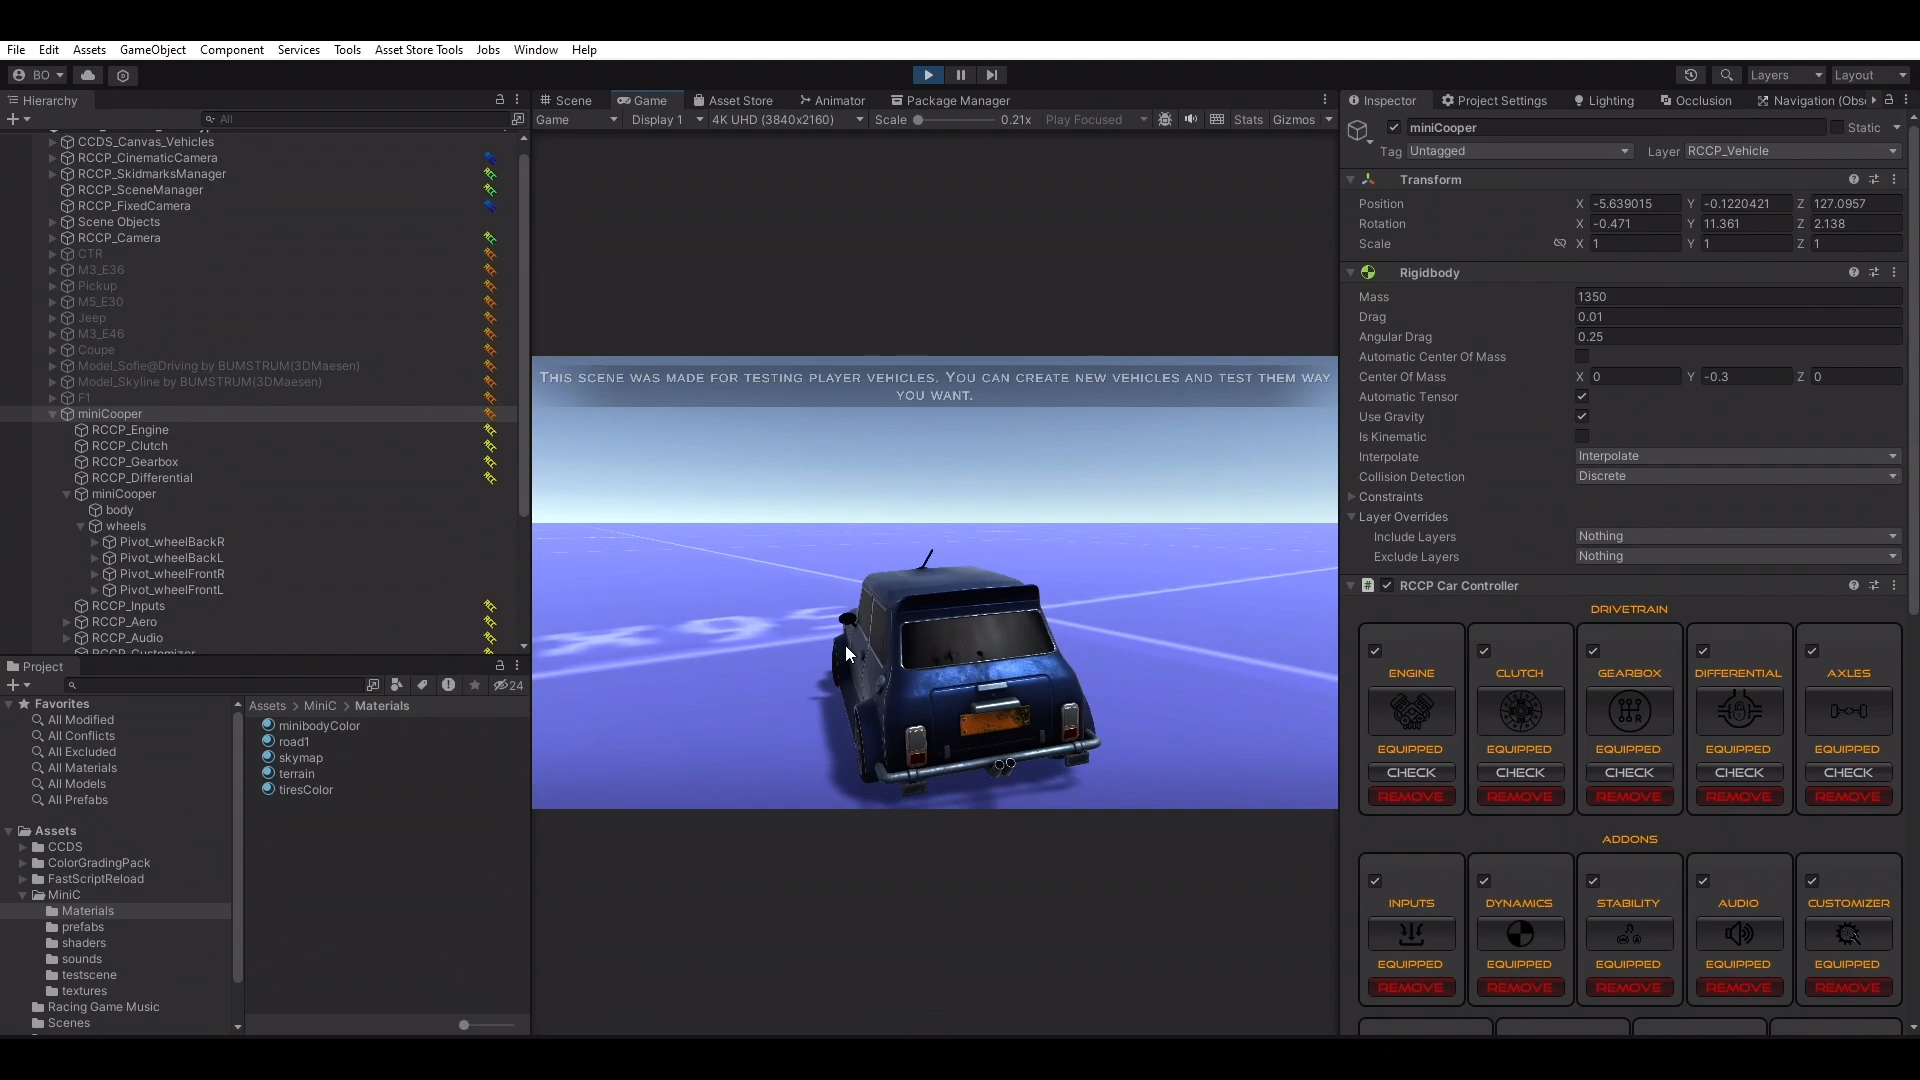 File Edit Assets GameObject Component Services Tools Asset Store Tools Jobs Window Help
BO
Layers Layout
Hierarchy
All
CCDS_Canvas_Vehicles
RCCP_CinematicCamera
RCCP_SkidmarksManager
RCCP_SceneManager
RCCP_FixedCamera
Scene Objects
RCCP_Camera
CTR
M3_E36
Pickup
M5_E30
Jeep
M3_E46
Coupe
Model_Sofie@Driving by BUMSTRUM(3DMaesen)
Model_Skyline by BUMSTRUM(3DMaesen)
F1
miniCooper
RCCP_Engine
RCCP_Clutch
RCCP_Gearbox
RCCP_Differential
miniCooper
body
wheels
Pivot_wheelBackR
Pivot_wheelBackL
Pivot_wheelFrontR
Pivot_wheelFrontL
RCCP_Inputs
RCCP_Aero
RCCP_Audio
RCCP_Customizer
Project
24
Favorites
All Modified
All Conflicts
All Excluded
All Materials
All Models
All Prefabs
Assets
CCDS
ColorGradingPack
FastScriptReload
MiniC
Materials
prefabs
shaders
sounds
testscene
textures
Racing Game Music
Scenes
Assets > MiniC > Materials
minibodyColor
road1
skymap
terrain
tiresColor
Scene Game Asset Store Animator Package Manager
Game Display 1 4K UHD (3840x2160) Scale 0.21x Play Focused Stats Gizmos
THIS SCENE WAS MADE FOR TESTING PLAYER VEHICLES. YOU CAN CREATE NEW VEHICLES AND TEST THEM WAY
YOU WANT.
Inspector Project Settings Lighting Occlusion Navigation (Obs
miniCooper Static
Tag Untagged Layer RCCP_Vehicle
Transform
Position X -5.639015 Y -0.1220421 Z 127.0957
Rotation X -0.471 Y 11.361 Z 2.138
Scale X 1 Y 1 Z 1
Rigidbody
Mass 1350
Drag 0.01
Angular Drag 0.25
Automatic Center Of Mass
Center Of Mass X 0 Y -0.3 Z 0
Automatic Tensor
Use Gravity
Is Kinematic
Interpolate Interpolate
Collision Detection Discrete
Constraints
Layer Overrides
Include Layers Nothing
Exclude Layers Nothing
RCCP Car Controller
DRIVETRAIN
ENGINE CLUTCH GEARBOX DIFFERENTIAL AXLES
EQUIPPED EQUIPPED EQUIPPED EQUIPPED EQUIPPED
CHECK CHECK CHECK CHECK CHECK
REMOVE REMOVE REMOVE REMOVE REMOVE
ADDONS
INPUTS DYNAMICS STABILITY AUDIO CUSTOMIZER
EQUIPPED EQUIPPED EQUIPPED EQUIPPED EQUIPPED
REMOVE REMOVE REMOVE REMOVE REMOVE